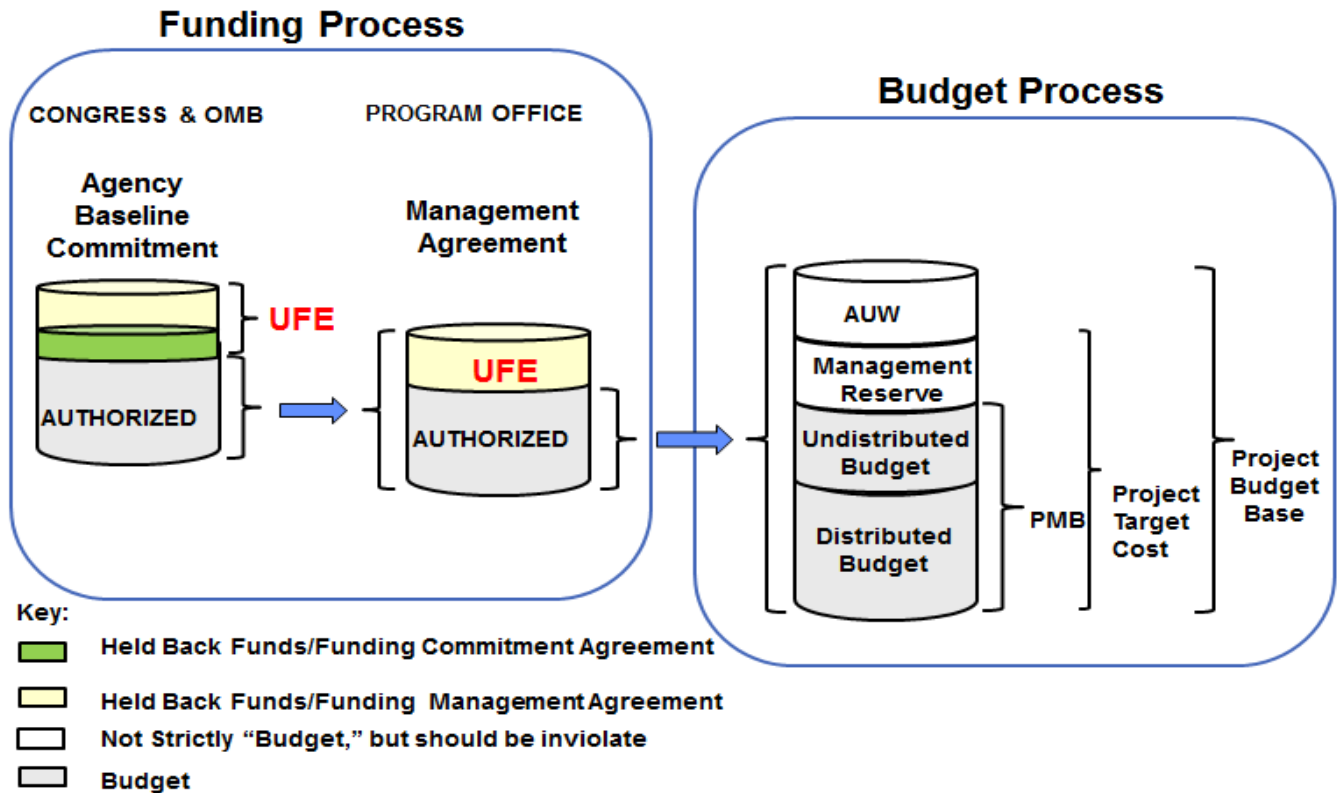 Funding Process
CONGRESS & OMB
PROGRAM OFFICE
Agency
Baseline
Commitment
UFE
AUTHORIZED
Management
Agreement
UFE
AUTHORIZED
Budget Process
AUW
Management
Reserve
Undistributed
Budget
Distributed
Budget
PMB
Project
Target
Cost
Project
Budget
Base
Key:
Held Back Funds/Funding Commitment Agreement
Held Back Funds/Funding Management Agreement
Not Strictly “Budget,” but should be inviolate
Budget